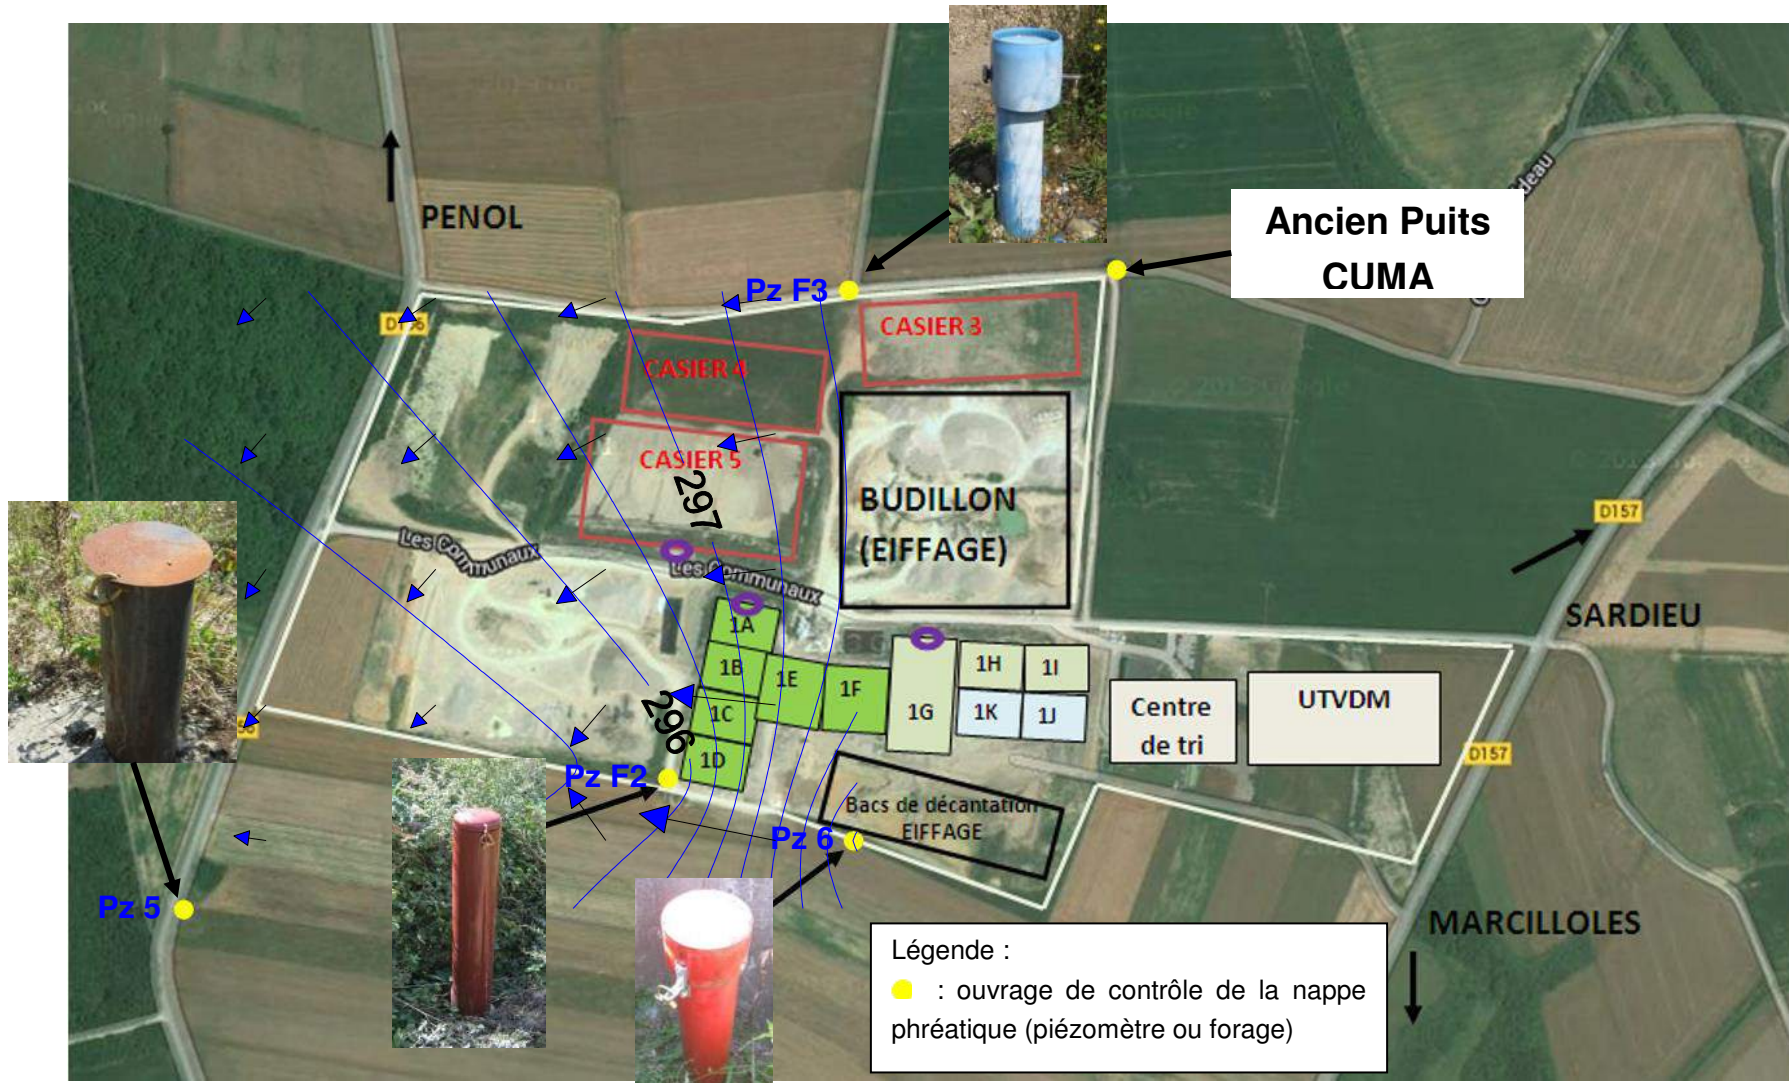 Ancien Puits
CUMA
PENOL
Pz F3
CASIER 3
CASIER 4
CASIER 5
297
BUDILLON
(EIFFAGE)
D157
SARDIEU
Les Communaux
Les Communaux
1A
1B
1C
1D
1E
1F
1G
1H
1I
1K
1J
Centre
de tri
UTVDM
D157
296
Pz F2
Pz 6
Bacs de décantation
EIFFAGE
Pz 5
MARCILLOLES
Légende :
: ouvrage de contrôle de la nappe
phréatique (piézomètre ou forage)